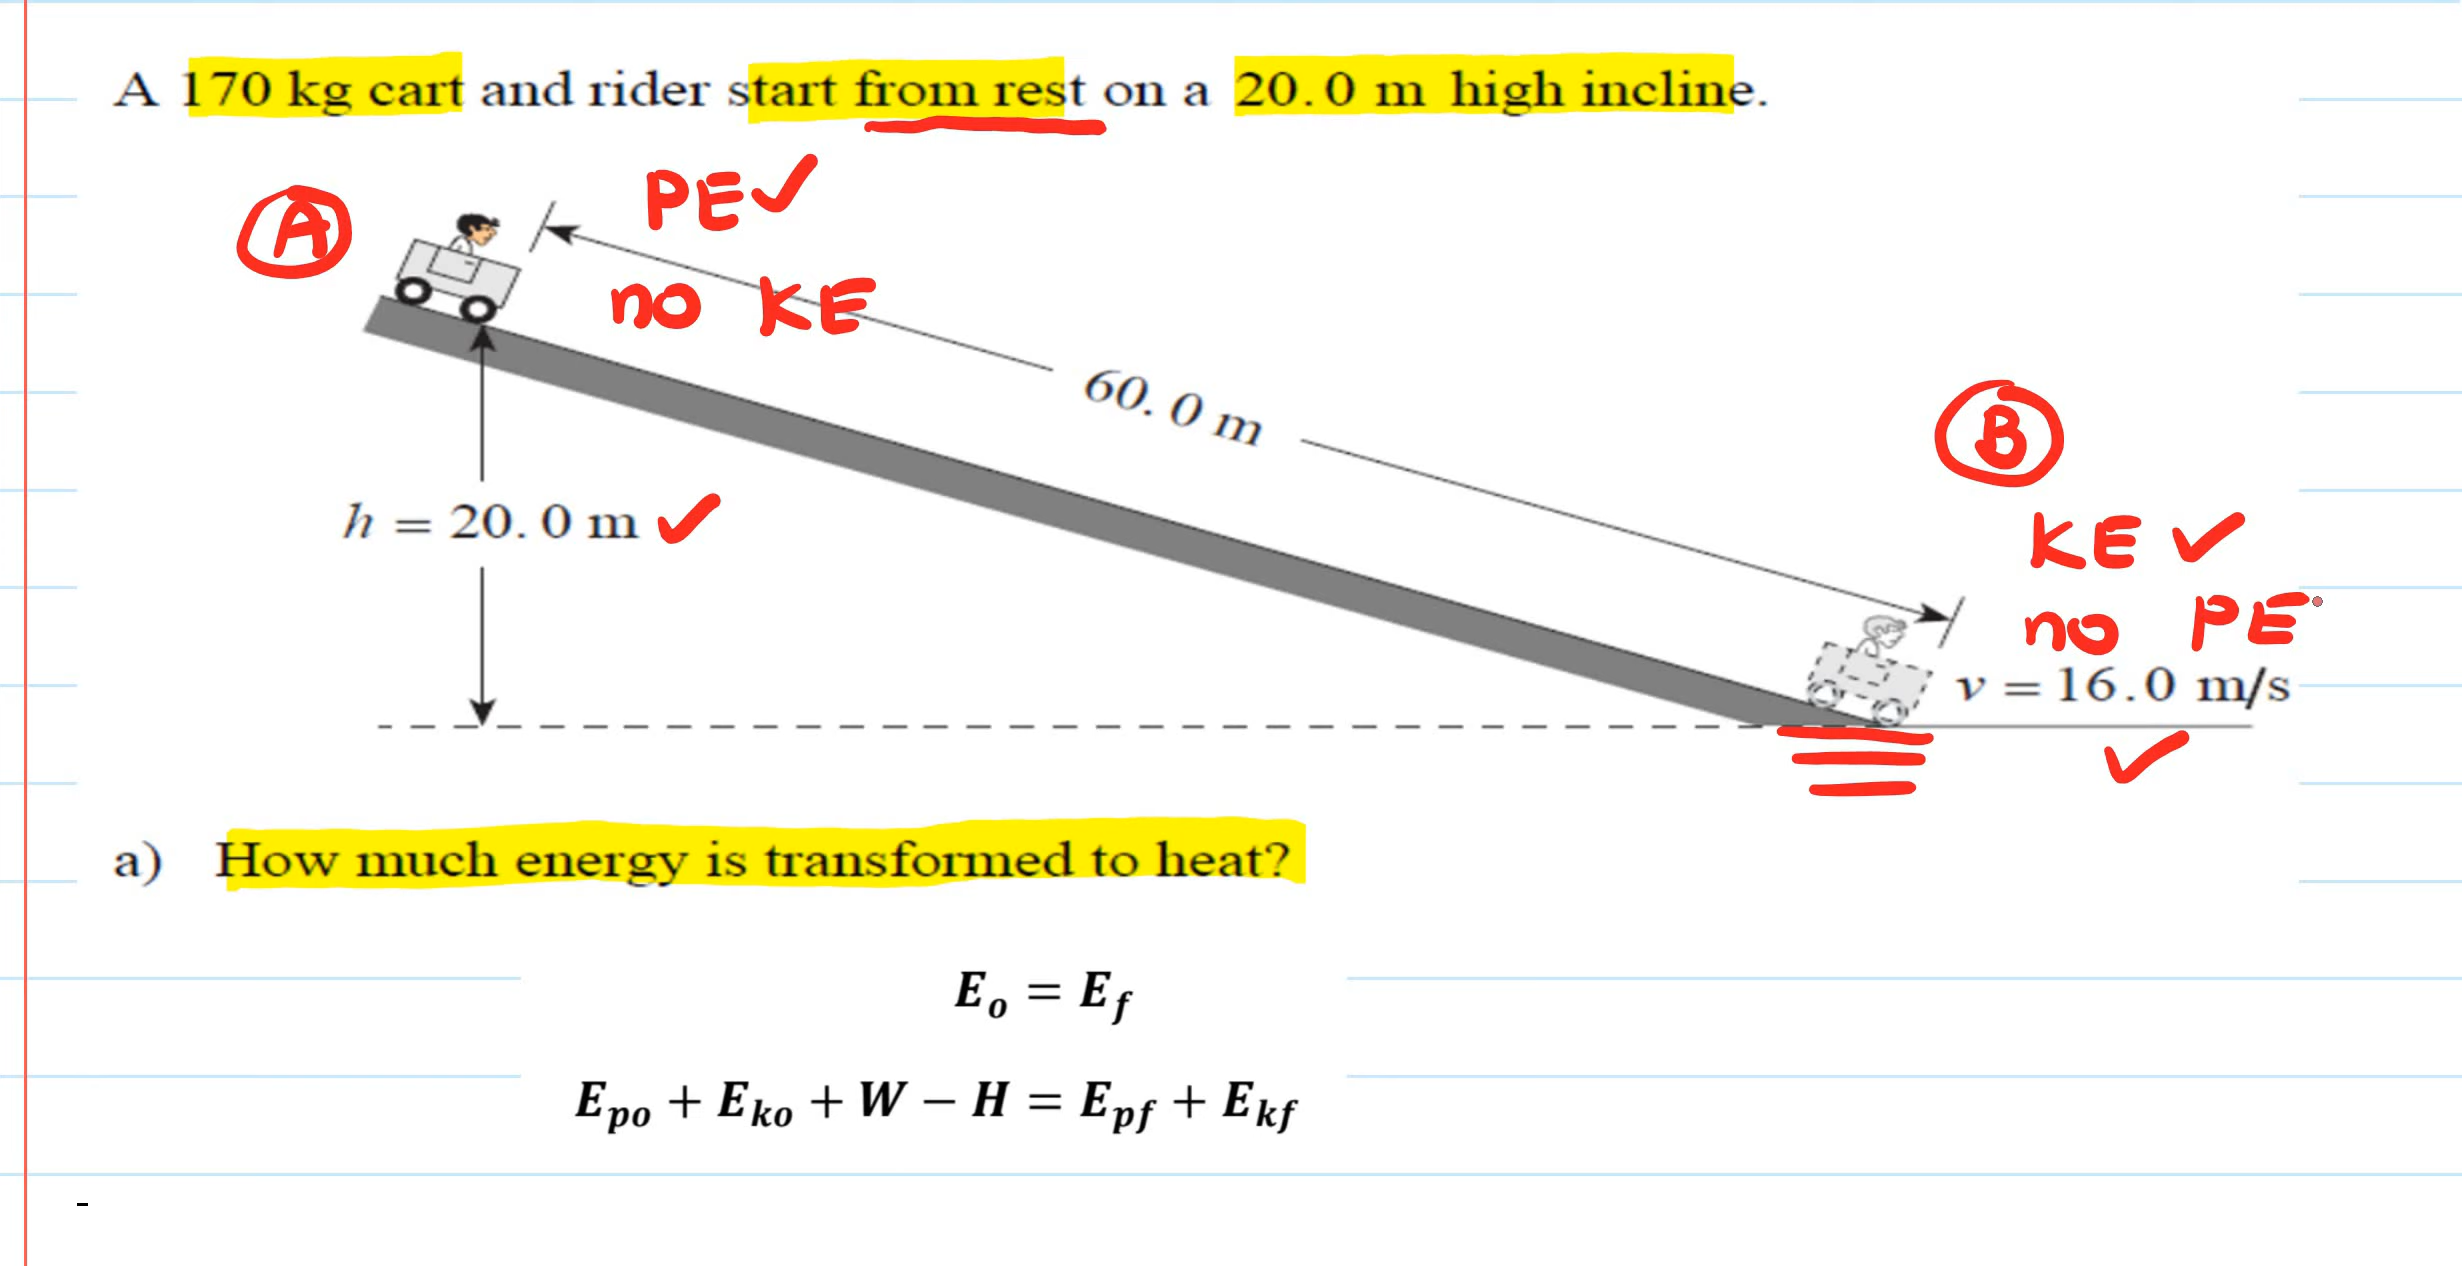 A 170 kg cart and rider start from rest on a 20.0 m high incline.
A
PE✓
no KE
60.0 m
B
h = 20.0 m ✓
KE ✓
no PE
v = 16.0 m/s
✓
a) How much energy is transformed to heat?
E_o = E_f
E_po + E_ko + W − H = E_pf + E_kf
-